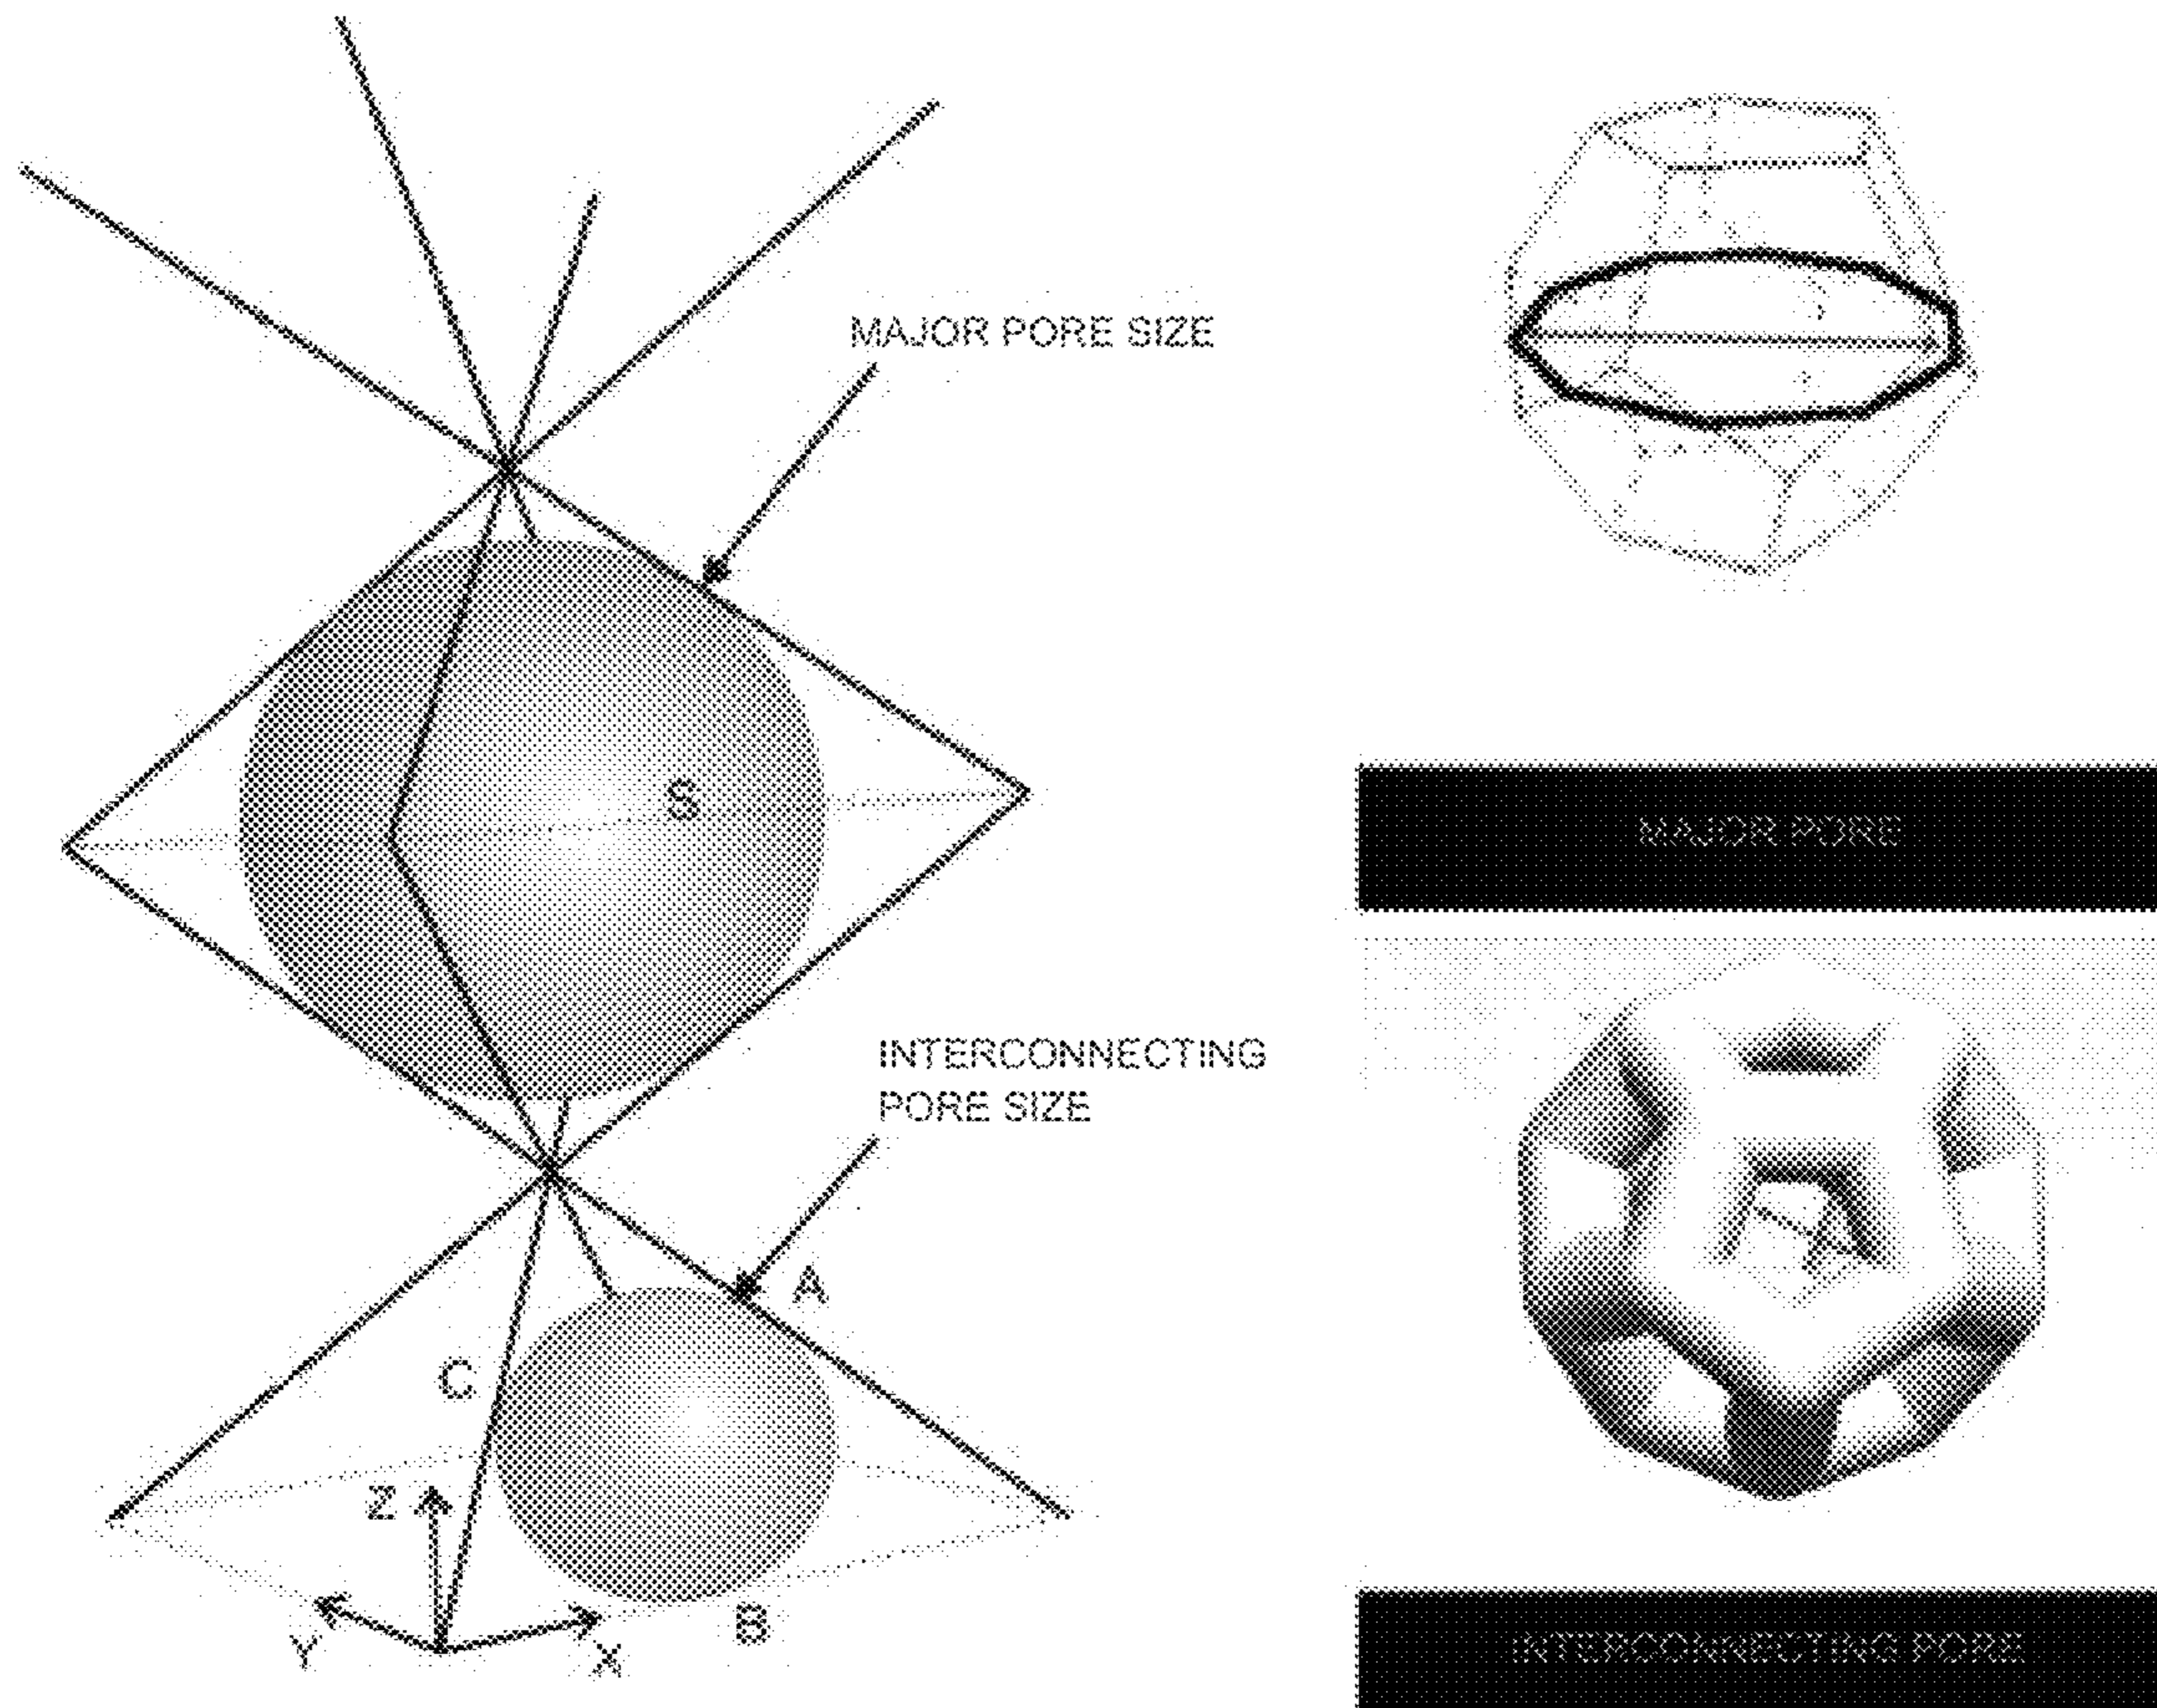 MAJOR PORE SIZE
S
INTERCONNECTING
PORE SIZE
A
C
Z
Y
X
B
MAJOR PORE
INTERCONNECTING PORE